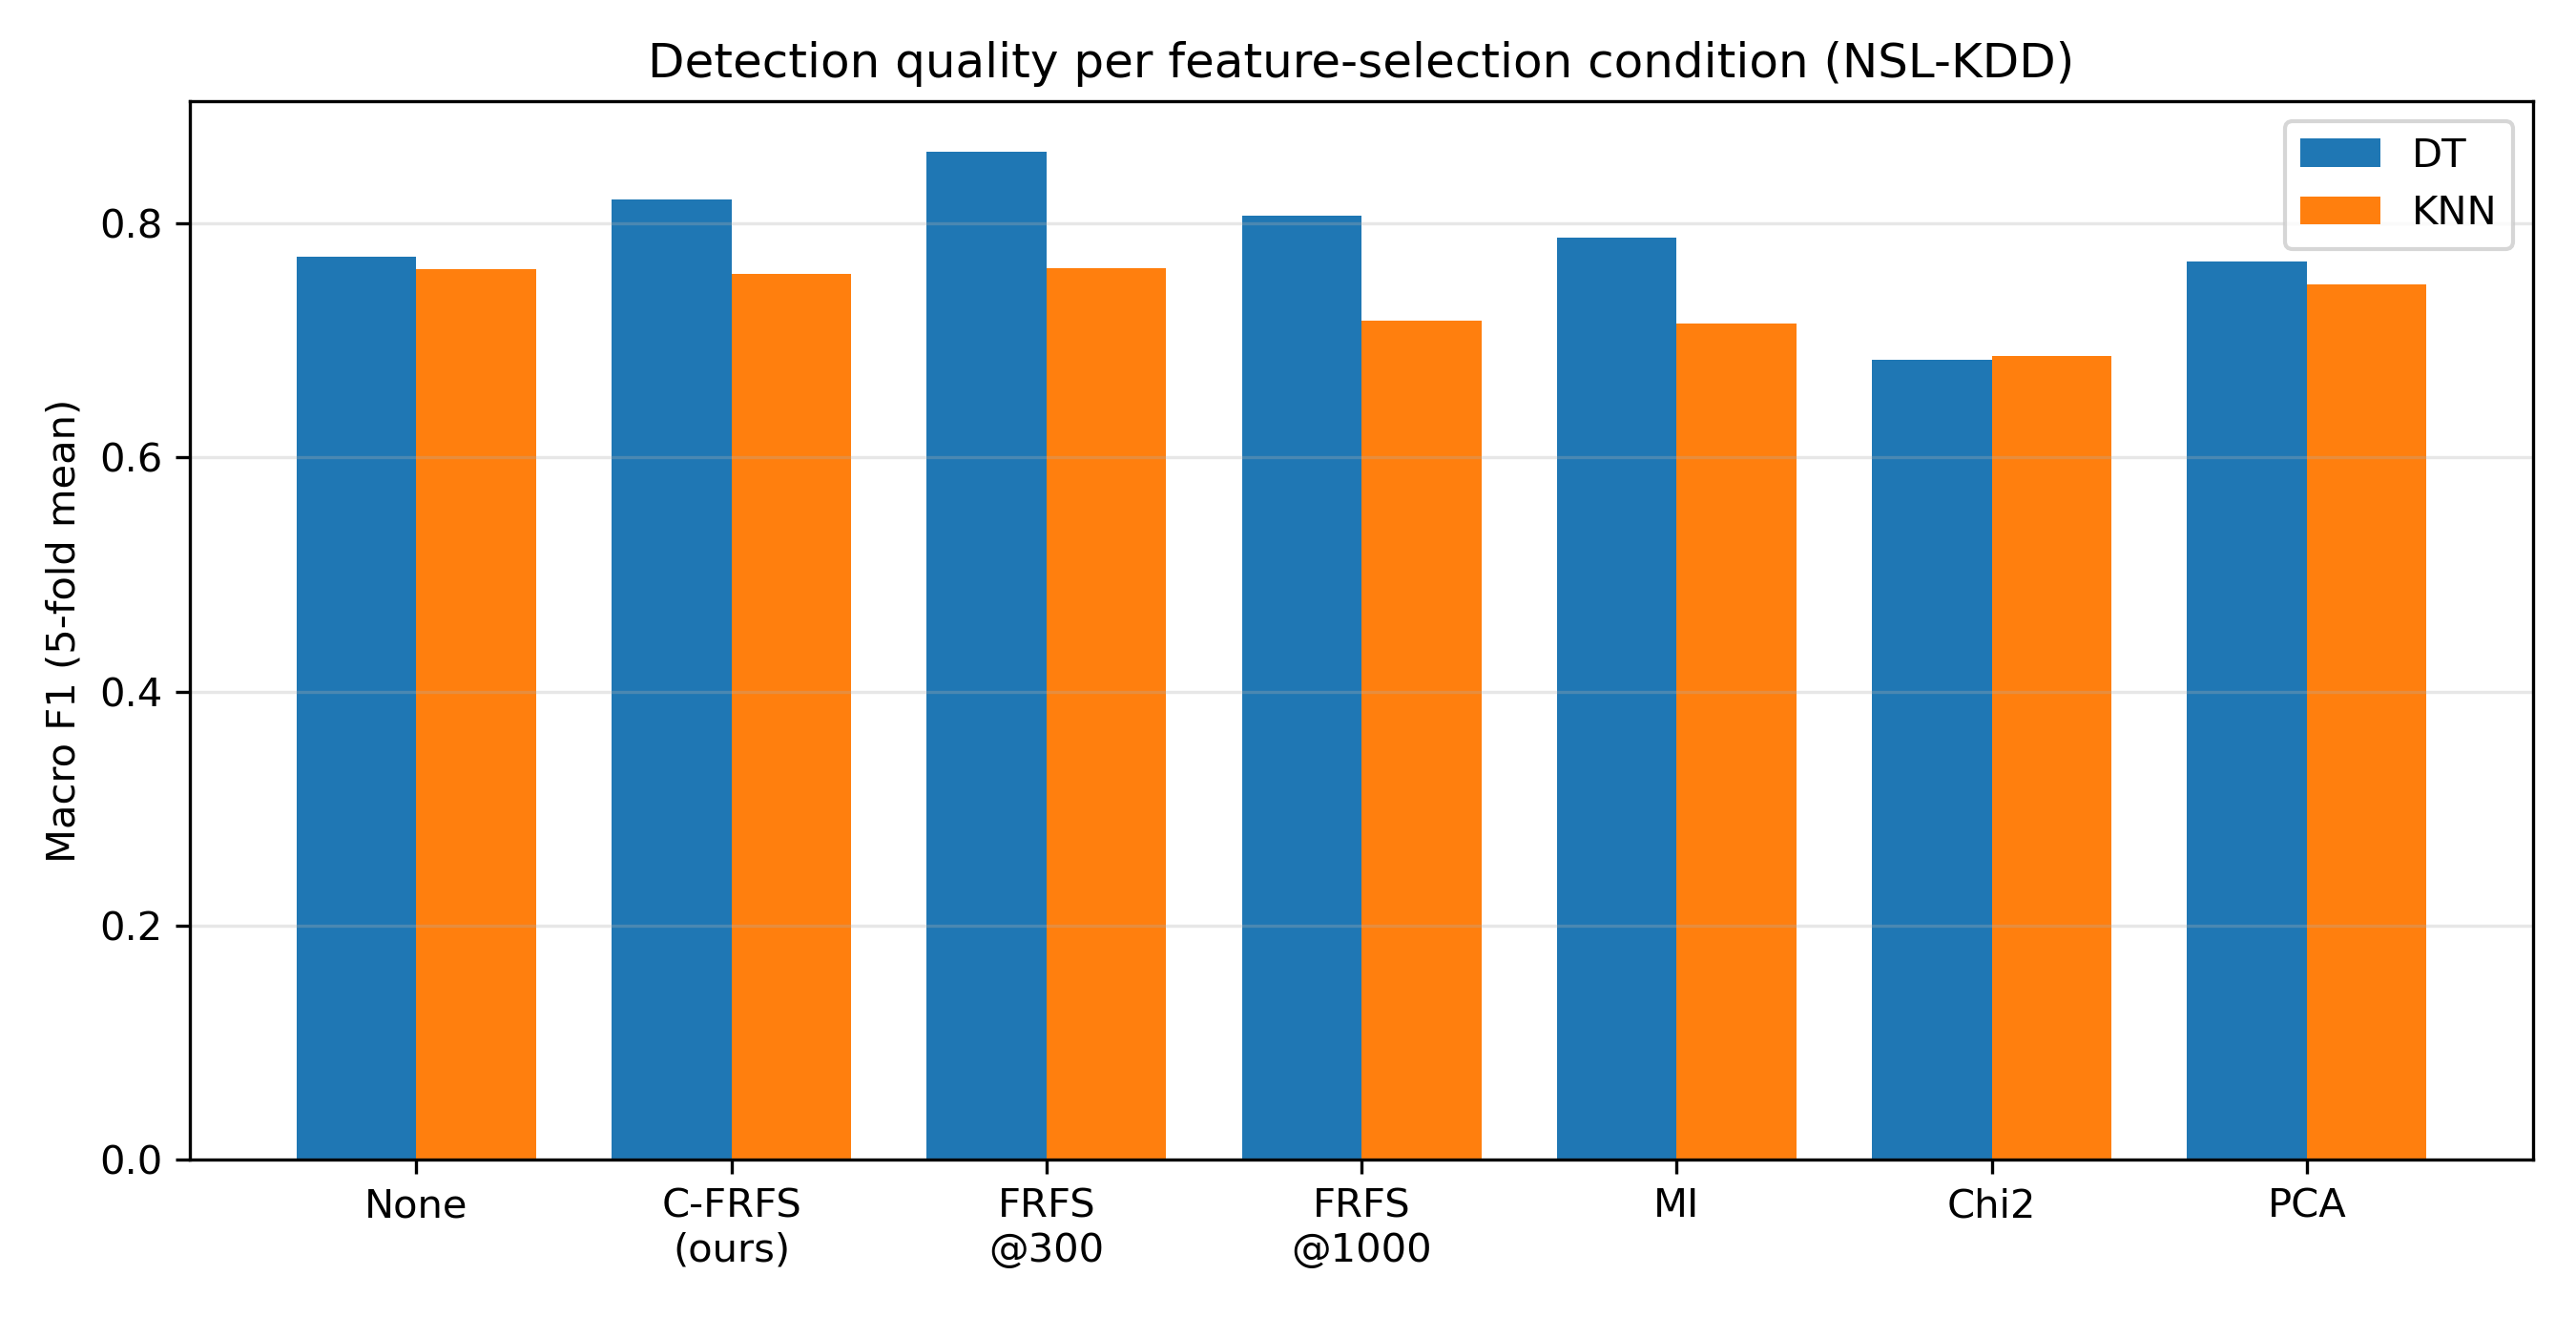 Detection quality per feature-selection condition (NSL-KDD)
DT
KNN
Macro F1 (5-fold mean)
0.8
0.6
0.4
0.2
0.0
None
C-FRFS
(ours)
FRFS
@300
FRFS
@1000
MI
Chi2
PCA